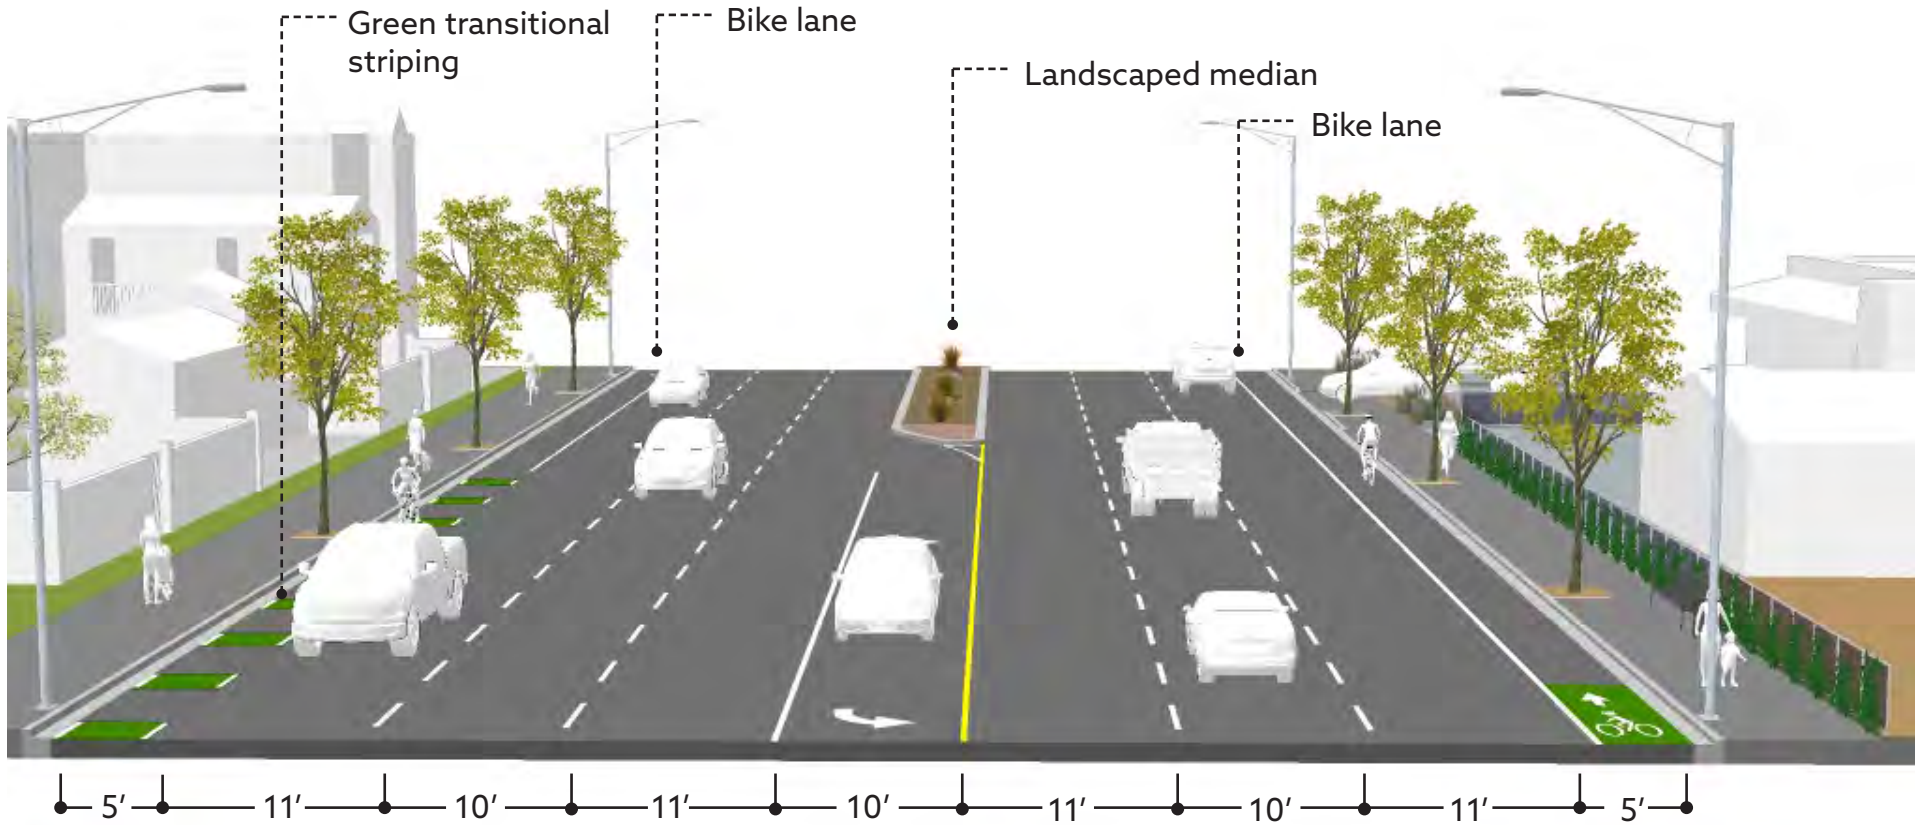 Green transitional
striping
Bike lane
Landscaped median
Bike lane
5′ 11′ 10′ 11′ 10′ 11′ 10′ 11′ 5′